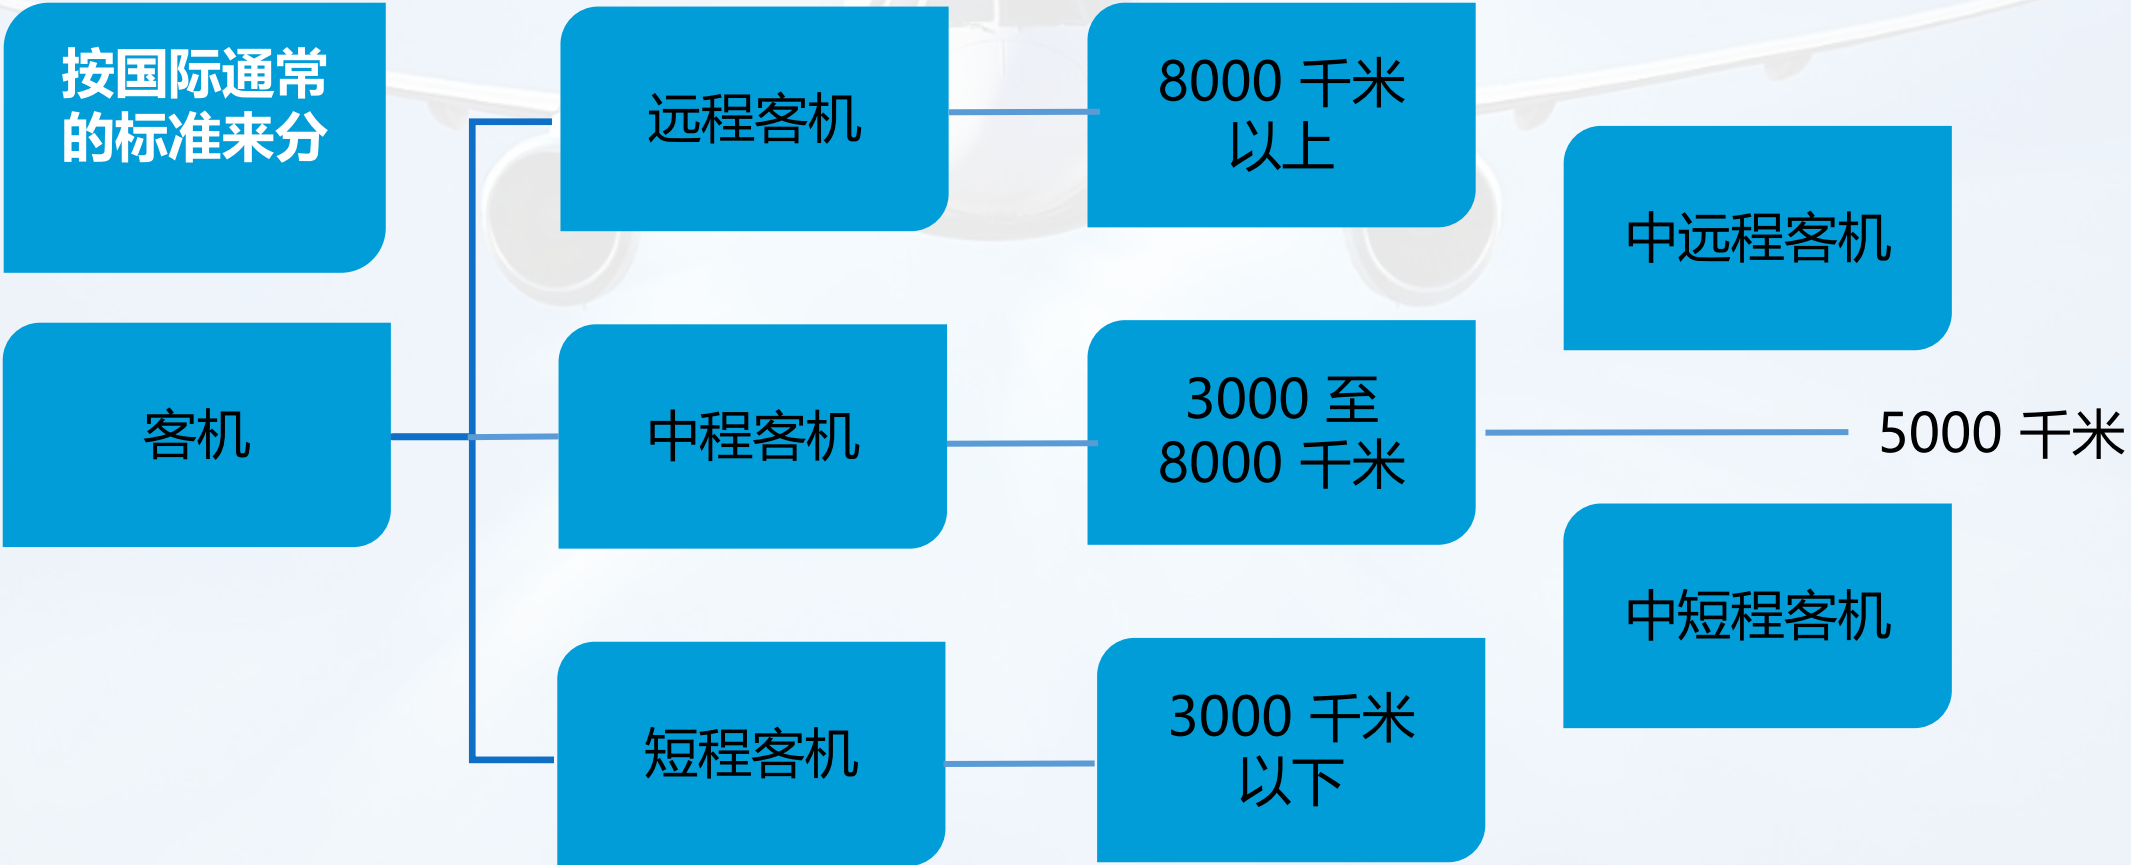 按国际通常
的标准来分
远程客机
8000 千米
以上
中远程客机
客机
中程客机
3000 至
8000 千米
5000 千米
中短程客机
短程客机
3000 千米
以下